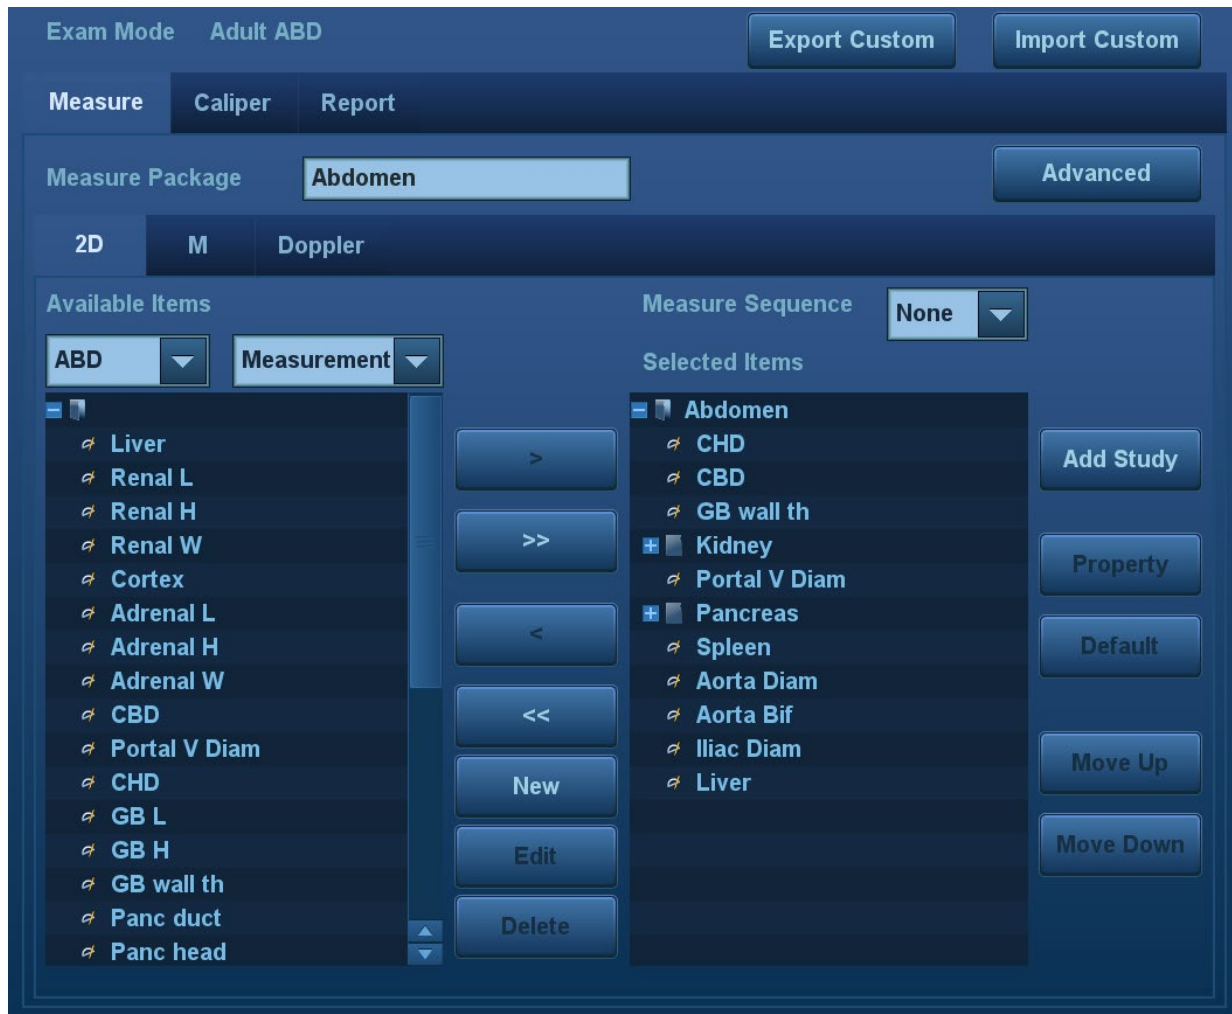 Exam Mode Adult ABD Export Custom Import Custom
Measure Caliper Report
Measure Package Abdomen Advanced
2D M Doppler
Available Items
Measure Sequence None
ABD Measurement
Selected Items
Liver
Renal L
Renal H
Renal W
Cortex
Adrenal L
Adrenal H
Adrenal W
CBD
Portal V Diam
CHD
GB L
GB H
GB wall th
Panc duct
Panc head
>
>>
<
<<
New
Edit
Delete
Abdomen
CHD
CBD
GB wall th
Kidney
Portal V Diam
Pancreas
Spleen
Aorta Diam
Aorta Bif
Iliac Diam
Liver
Add Study
Property
Default
Move Up
Move Down